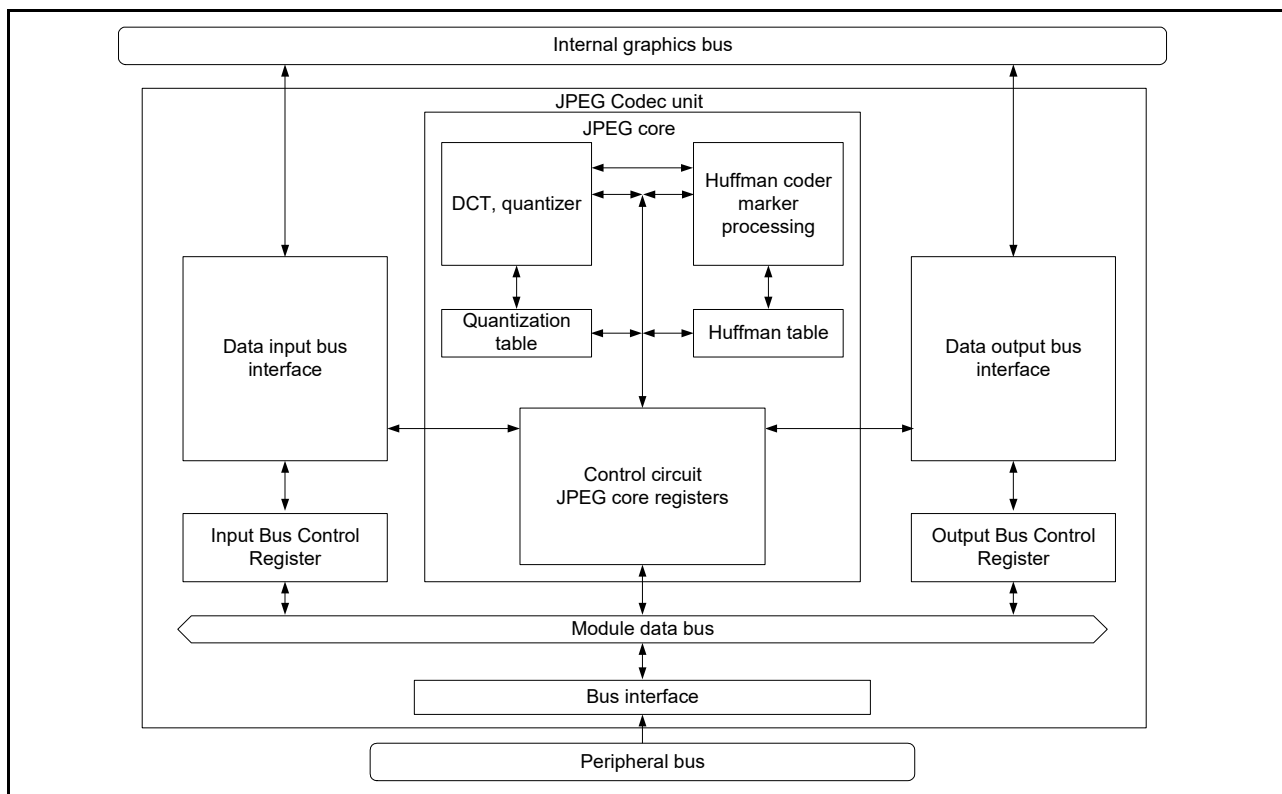 Internal graphics bus
JPEG Codec unit
JPEG core
DCT, quantizer
Huffman coder
marker
processing
Quantization
table
Huffman table
Data input bus
interface
Data output bus
interface
Control circuit
JPEG core registers
Input Bus Control
Register
Output Bus Control
Register
Module data bus
Bus interface
Peripheral bus